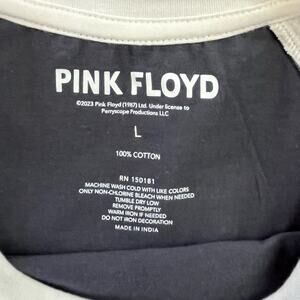 PINK FLOYD
©2023 Pink Floyd (1987) Ltd. Under license to
Perryscope Productions LLC
L
100% COTTON
RN 150181
MACHINE WASH COLD WITH LIKE COLORS
ONLY NON-CHLORINE BLEACH WHEN NEEDED
TUMBLE DRY LOW
REMOVE PROMPTLY
WARM IRON IF NEEDED
DO NOT IRON DECORATION
MADE IN INDIA